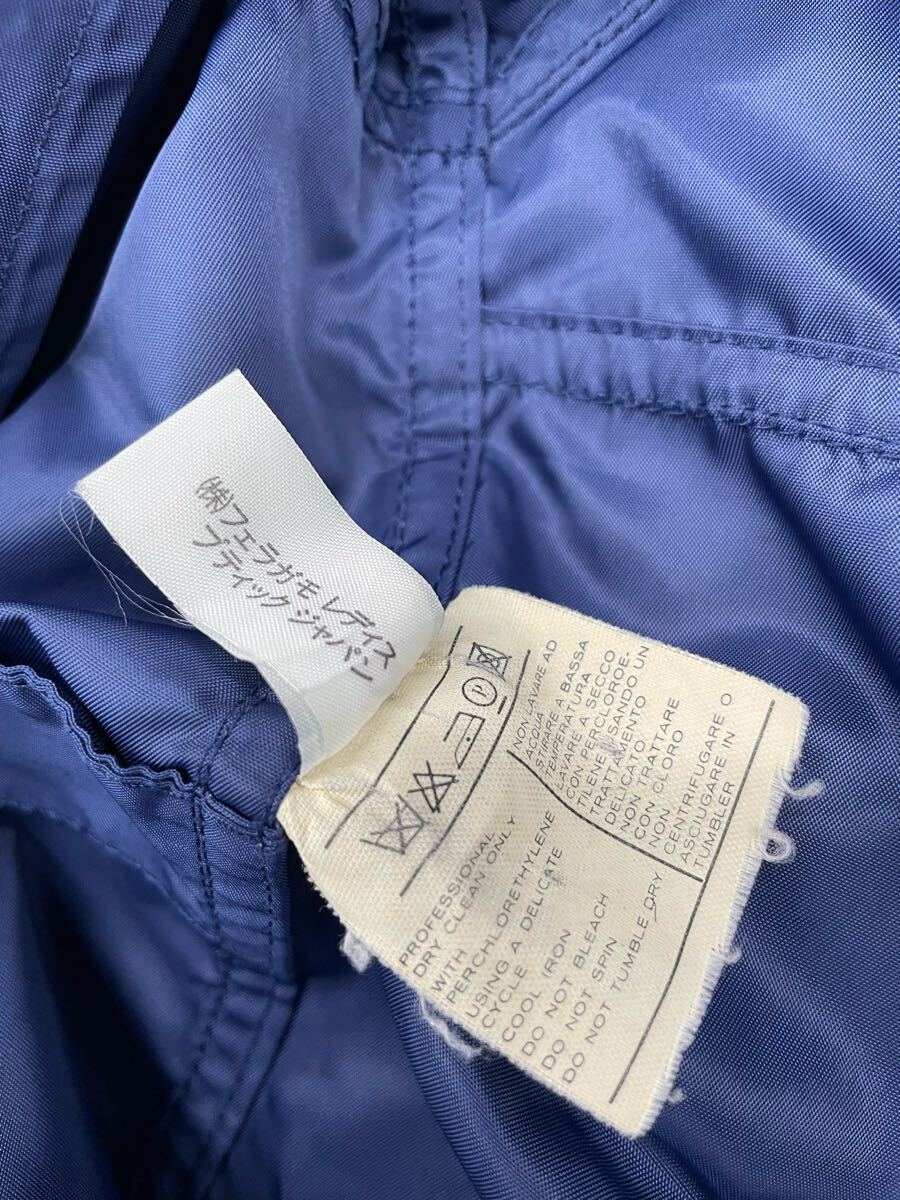 ㈱フェラガモ レディス
ブティック ジャパン
NON LAVARE AD
ACQUA
STIRARE A BASSA
TEMPERATURA
LAVARE A SECCO
CON PERCLOROE-
TILENE USANDO UN
TRATTAMENTO
DELICATO
NON TRATTARE
CON CLORO
NON
CENTRIFUGARE O
ASCIUGARE IN
TUMBLER
P
PROFESSIONAL
DRY CLEAN ONLY
WITH
PERCHLORETHYLENE
USING A DELICATE
CYCLE
COOL IRON
DO NOT BLEACH
DO NOT SPIN
DO NOT TUMBLE DRY